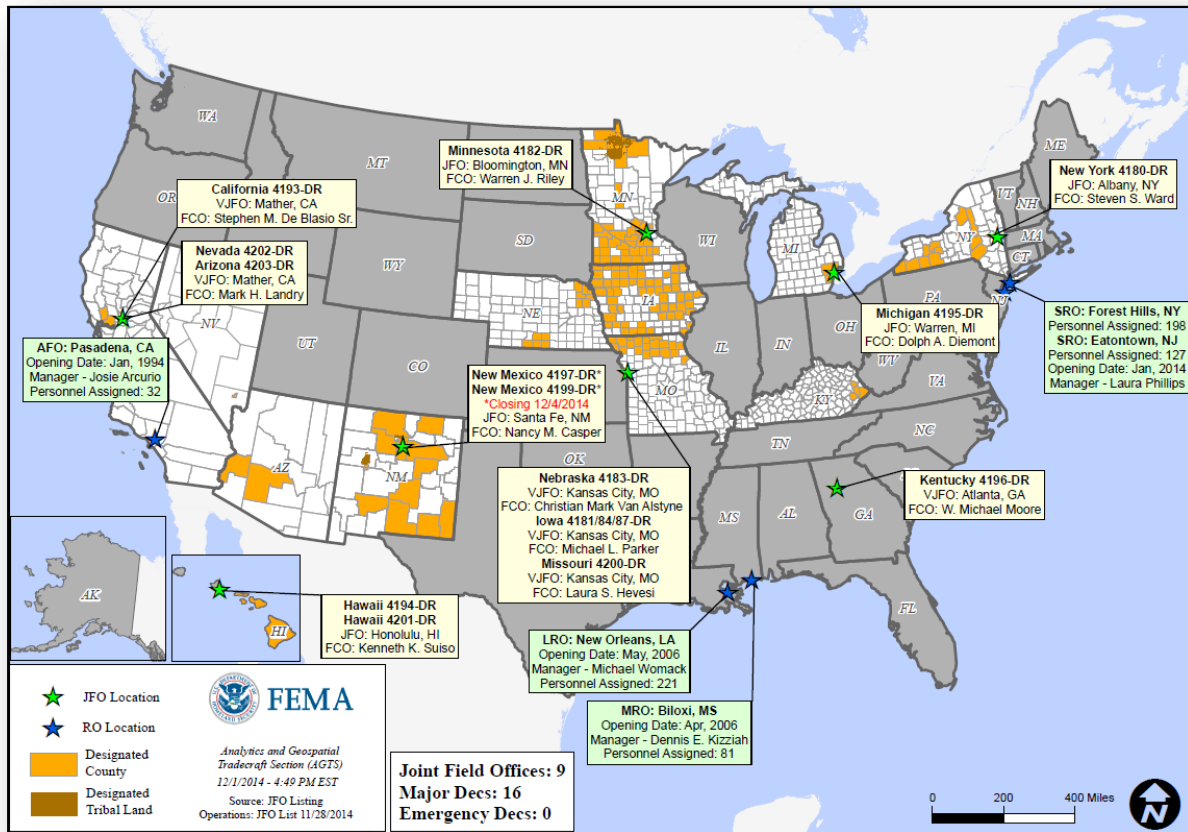 WA
OR
MT
SD
WY
NV
UT
CO
NE
MN
IA
WI
MI
IL
IN
OH
MO
KY
WV
VA
PA
NY
NJ
CT
MA
VT
NH
ME
TN
NC
OK
AZ
NM
MS
AL
GA
FL
AK
HI
California 4193-DR
VJFO: Mather, CA
FCO: Stephen M. De Blasio Sr.
Nevada 4202-DR
Arizona 4203-DR
VJFO: Mather, CA
FCO: Mark H. Landry
AFO: Pasadena, CA
Opening Date: Jan, 1994
Manager - Josie Arcurio
Personnel Assigned: 32
Minnesota 4182-DR
JFO: Bloomington, MN
FCO: Warren J. Riley
New York 4180-DR
JFO: Albany, NY
FCO: Steven S. Ward
Michigan 4195-DR
JFO: Warren, MI
FCO: Dolph A. Diemont
SRO: Forest Hills, NY
Personnel Assigned: 198
SRO: Eatontown, NJ
Personnel Assigned: 127
Opening Date: Jan, 2014
Manager - Laura Phillips
New Mexico 4197-DR*
New Mexico 4199-DR*
*Closing 12/4/2014
JFO: Santa Fe, NM
FCO: Nancy M. Casper
Nebraska 4183-DR
VJFO: Kansas City, MO
FCO: Christian Mark Van Alstyne
Iowa 4181/84/87-DR
VJFO: Kansas City, MO
FCO: Michael L. Parker
Missouri 4200-DR
VJFO: Kansas City, MO
FCO: Laura S. Hevesi
Kentucky 4196-DR
VJFO: Atlanta, GA
FCO: W. Michael Moore
Hawaii 4194-DR
Hawaii 4201-DR
JFO: Honolulu, HI
FCO: Kenneth K. Suiso
LRO: New Orleans, LA
Opening Date: May, 2006
Manager - Michael Womack
Personnel Assigned: 221
MRO: Biloxi, MS
Opening Date: Apr, 2006
Manager - Dennis E. Kizziah
Personnel Assigned: 81
JFO Location
RO Location
Designated
County
Designated
Tribal Land
FEMA
Analytics and Geospatial
Tradecraft Section (AGTS)
12/1/2014 - 4:49 PM EST
Source: JFO Listing
Operations: JFO List 11/28/2014
Joint Field Offices: 9
Major Decs: 16
Emergency Decs: 0
0 200 400 Miles
N